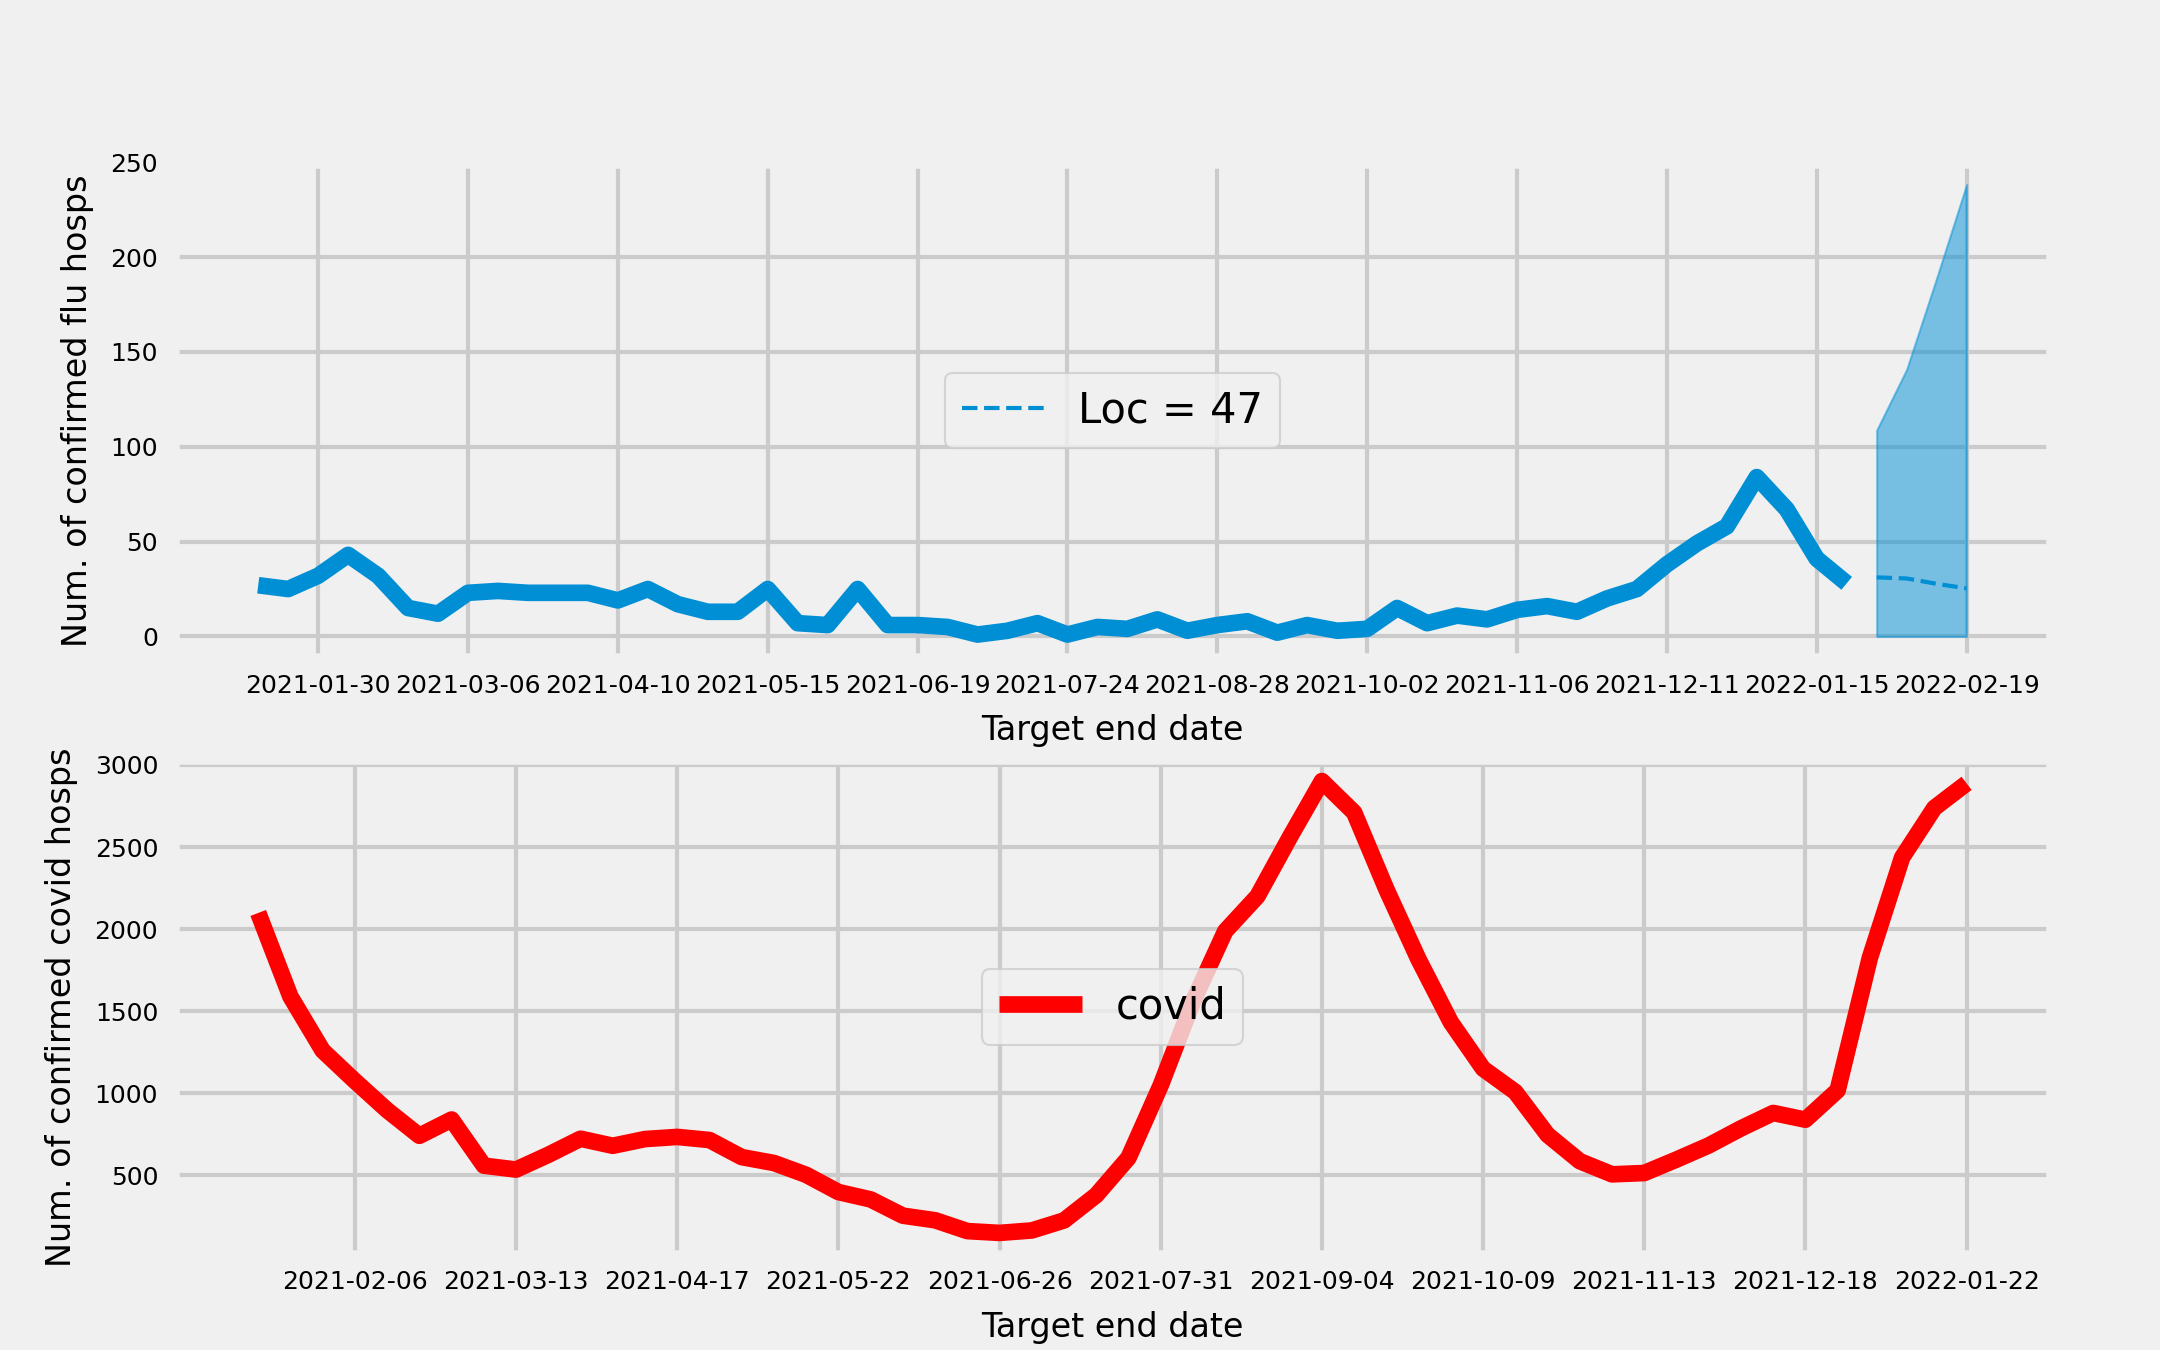 Num. of confirmed flu hosps
250
200
150
100
50
0
Loc = 47
2021-01-30 2021-03-06 2021-04-10 2021-05-15 2021-06-19 2021-07-24 2021-08-28 2021-10-02 2021-11-06 2021-12-11 2022-01-15 2022-02-19
Target end date
Num. of confirmed covid hosps
3000
2500
2000
1500
1000
500
covid
2021-02-06 2021-03-13 2021-04-17 2021-05-22 2021-06-26 2021-07-31 2021-09-04 2021-10-09 2021-11-13 2021-12-18 2022-01-22
Target end date